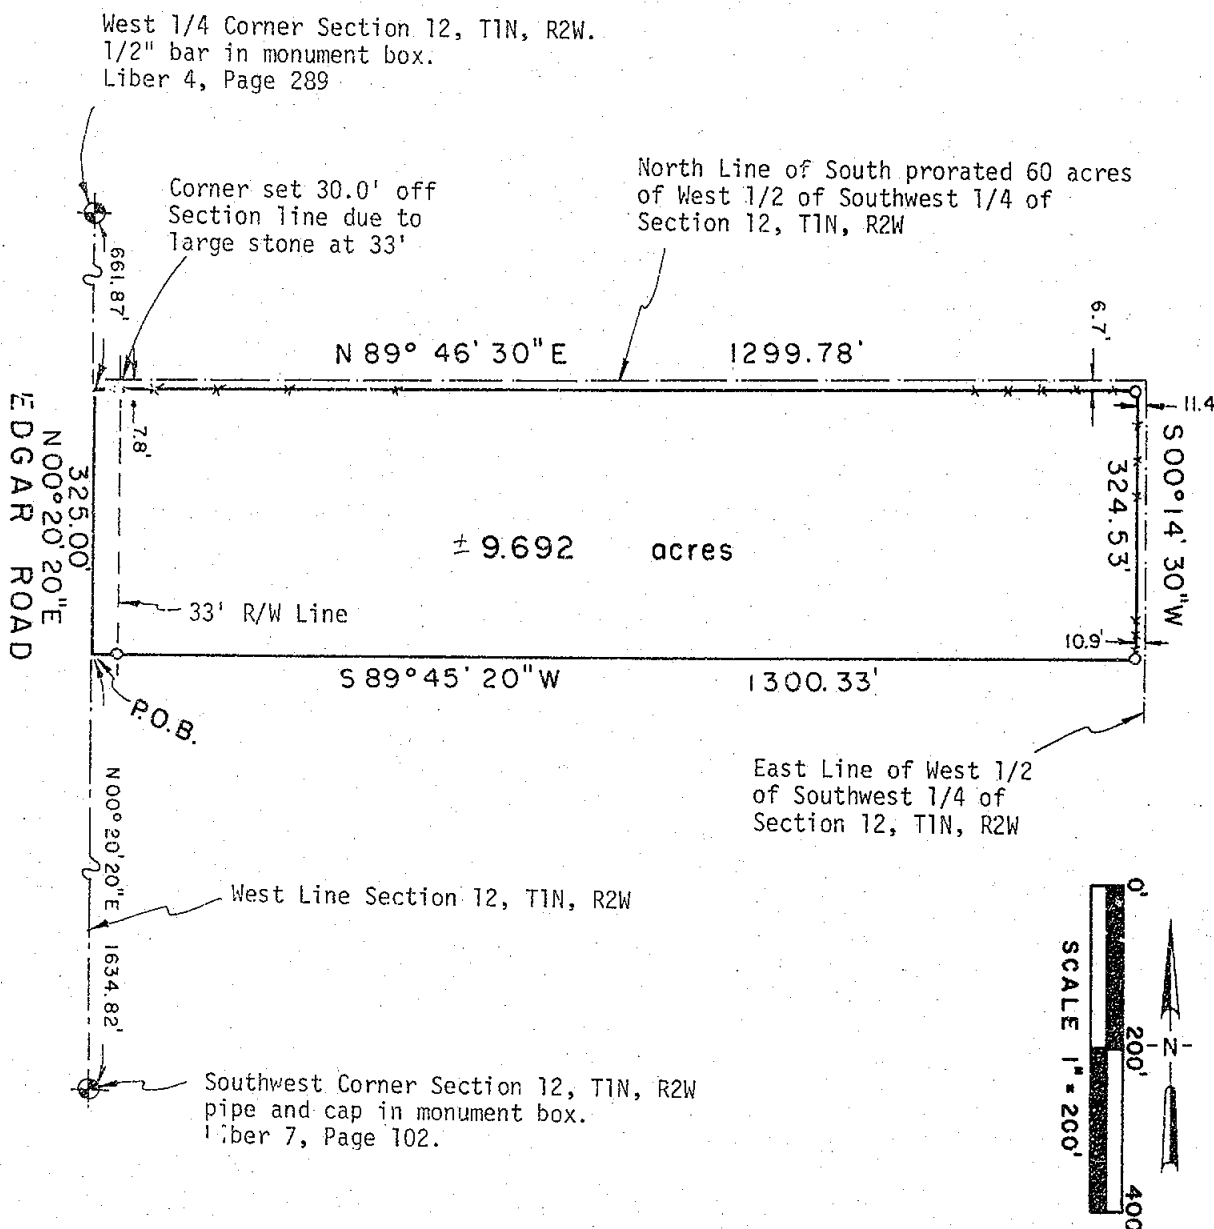 West 1/4 Corner Section 12, T1N, R2W.
1/2" bar in monument box.
Liber 4, Page 289
Corner set 30.0' off
Section line due to
large stone at 33'
North Line of South prorated 60 acres
of West 1/2 of Southwest 1/4 of
Section 12, T1N, R2W
661.87'
6.7'
N 89° 46' 30" E 1299.78'
11.4
7.8'
S 00° 14' 30" W
324.53'
EDGAR ROAD
N 00° 20' 20" E
325.00'
± 9.692 acres
33' R/W Line
10.9'
S 89° 45' 20" W 1300.33'
P.O.B.
East Line of West 1/2
of Southwest 1/4 of
Section 12, T1N, R2W
N 00° 20' 20" E 1634.82'
West Line Section 12, T1N, R2W
Southwest Corner Section 12, T1N, R2W
pipe and cap in monument box.
Liber 7, Page 102.
0'
200'
400
SCALE 1" = 200'
-N-